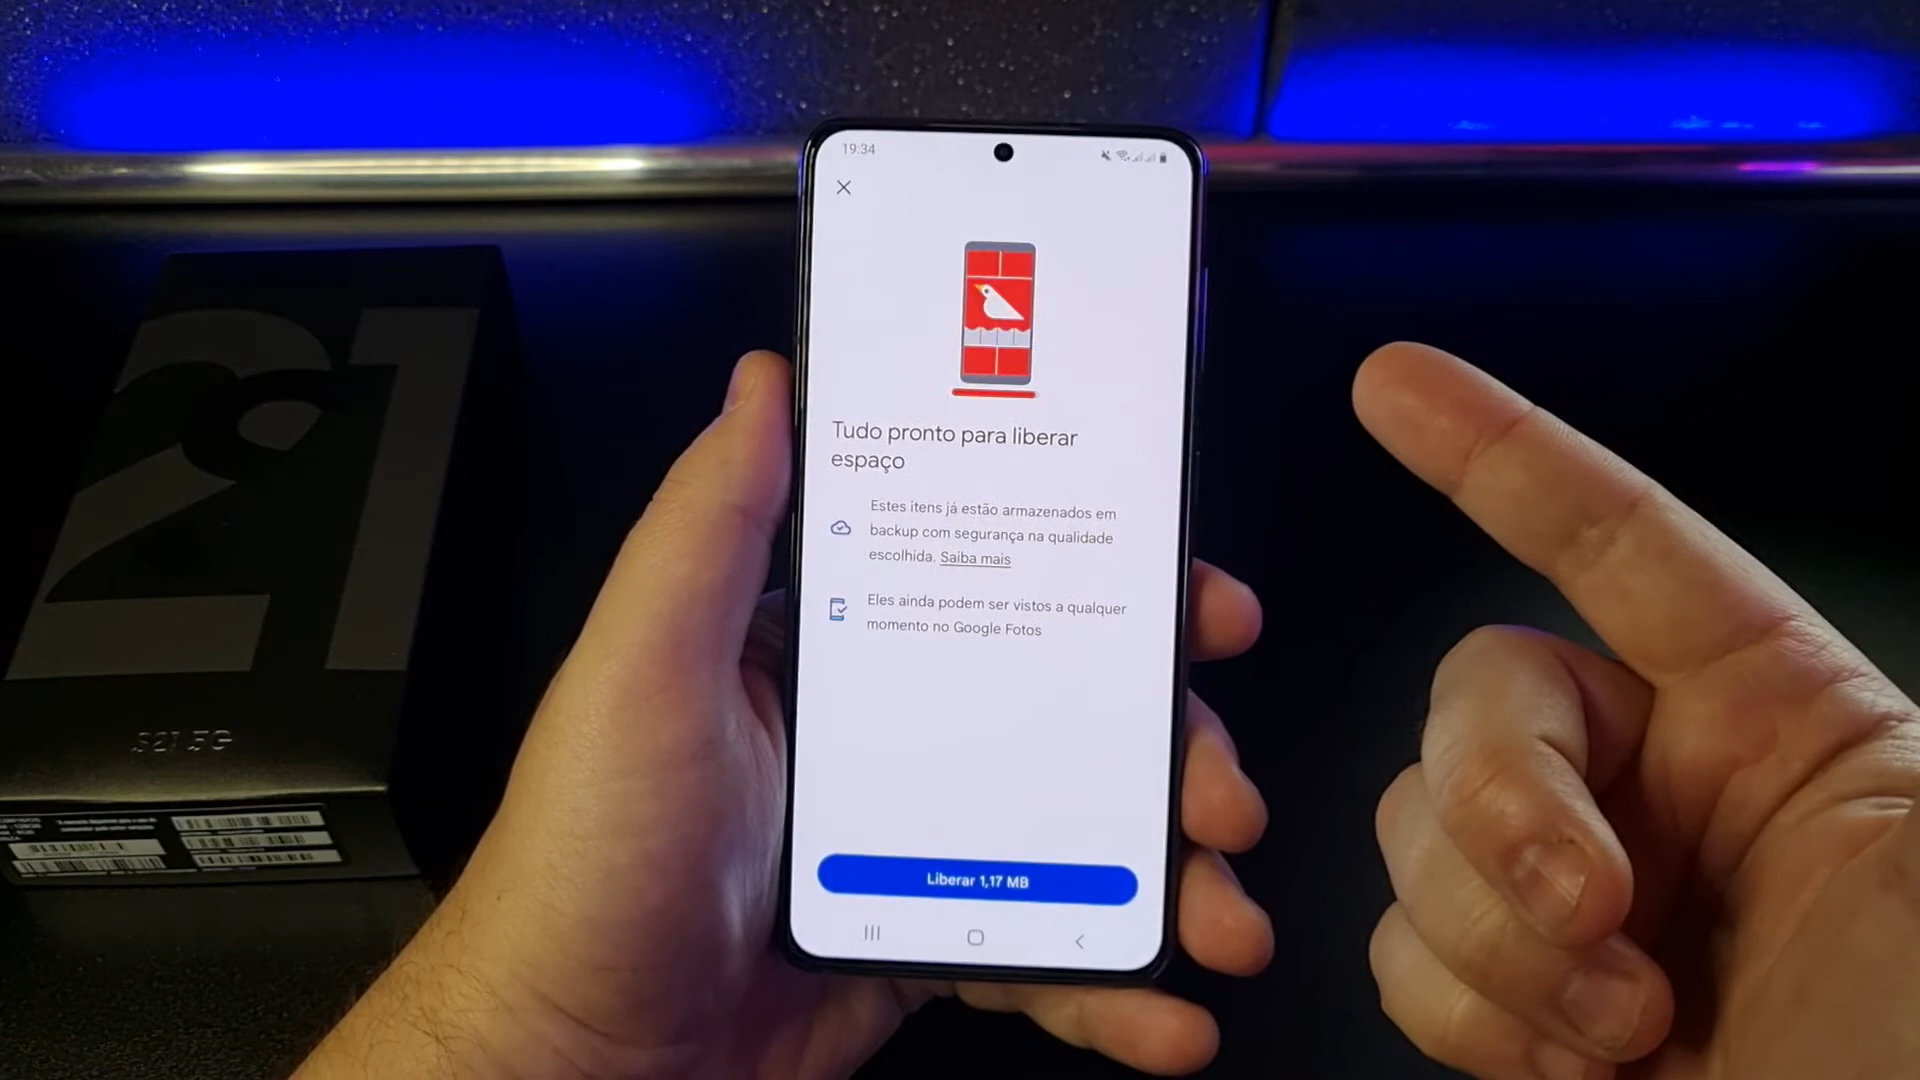 19:34
Tudo pronto para liberar
espaço
Estes itens já estão armazenados em
backup com segurança na qualidade
escolhida. Saiba mais
Eles ainda podem ser vistos a qualquer
momento no Google Fotos
Liberar 1,17 MB
21
S21 5G